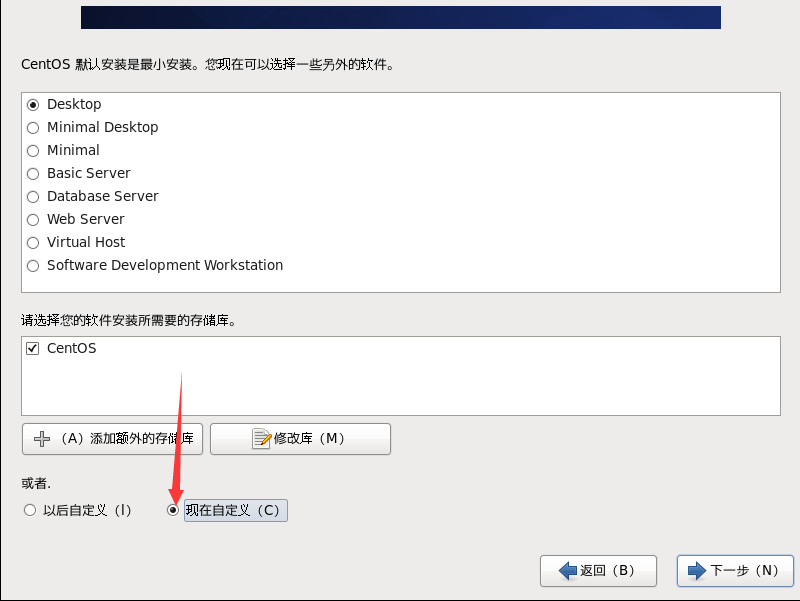 CentOS 默认安装是最小安装。您现在可以选择一些另外的软件。
Desktop
Minimal Desktop
Minimal
Basic Server
Database Server
Web Server
Virtual Host
Software Development Workstation
请选择您的软件安装所需要的存储库。
CentOS
（A）添加额外的存储库 修改库（M）
或者.
以后自定义（l） 现在自定义（C）
返回（B） 下一步（N）